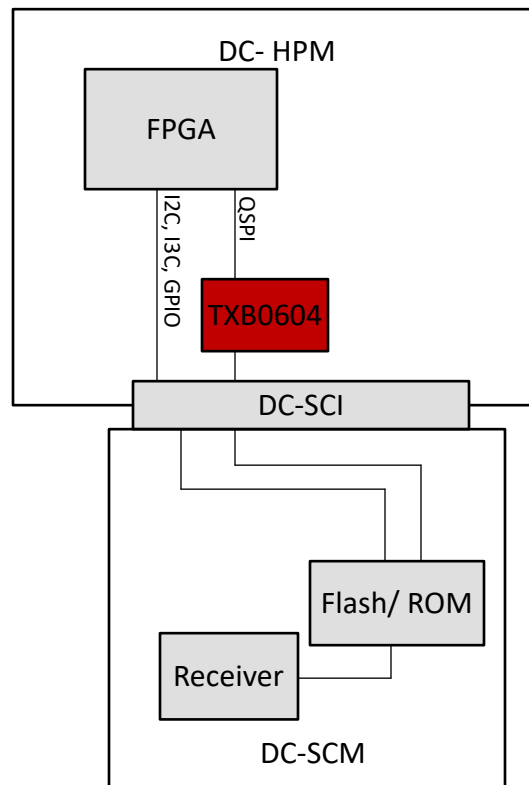 DC- HPM
FPGA
I2C, I3C, GPIO
QSPI
TXB0604
DC-SCI
Flash/ ROM
Receiver
DC-SCM